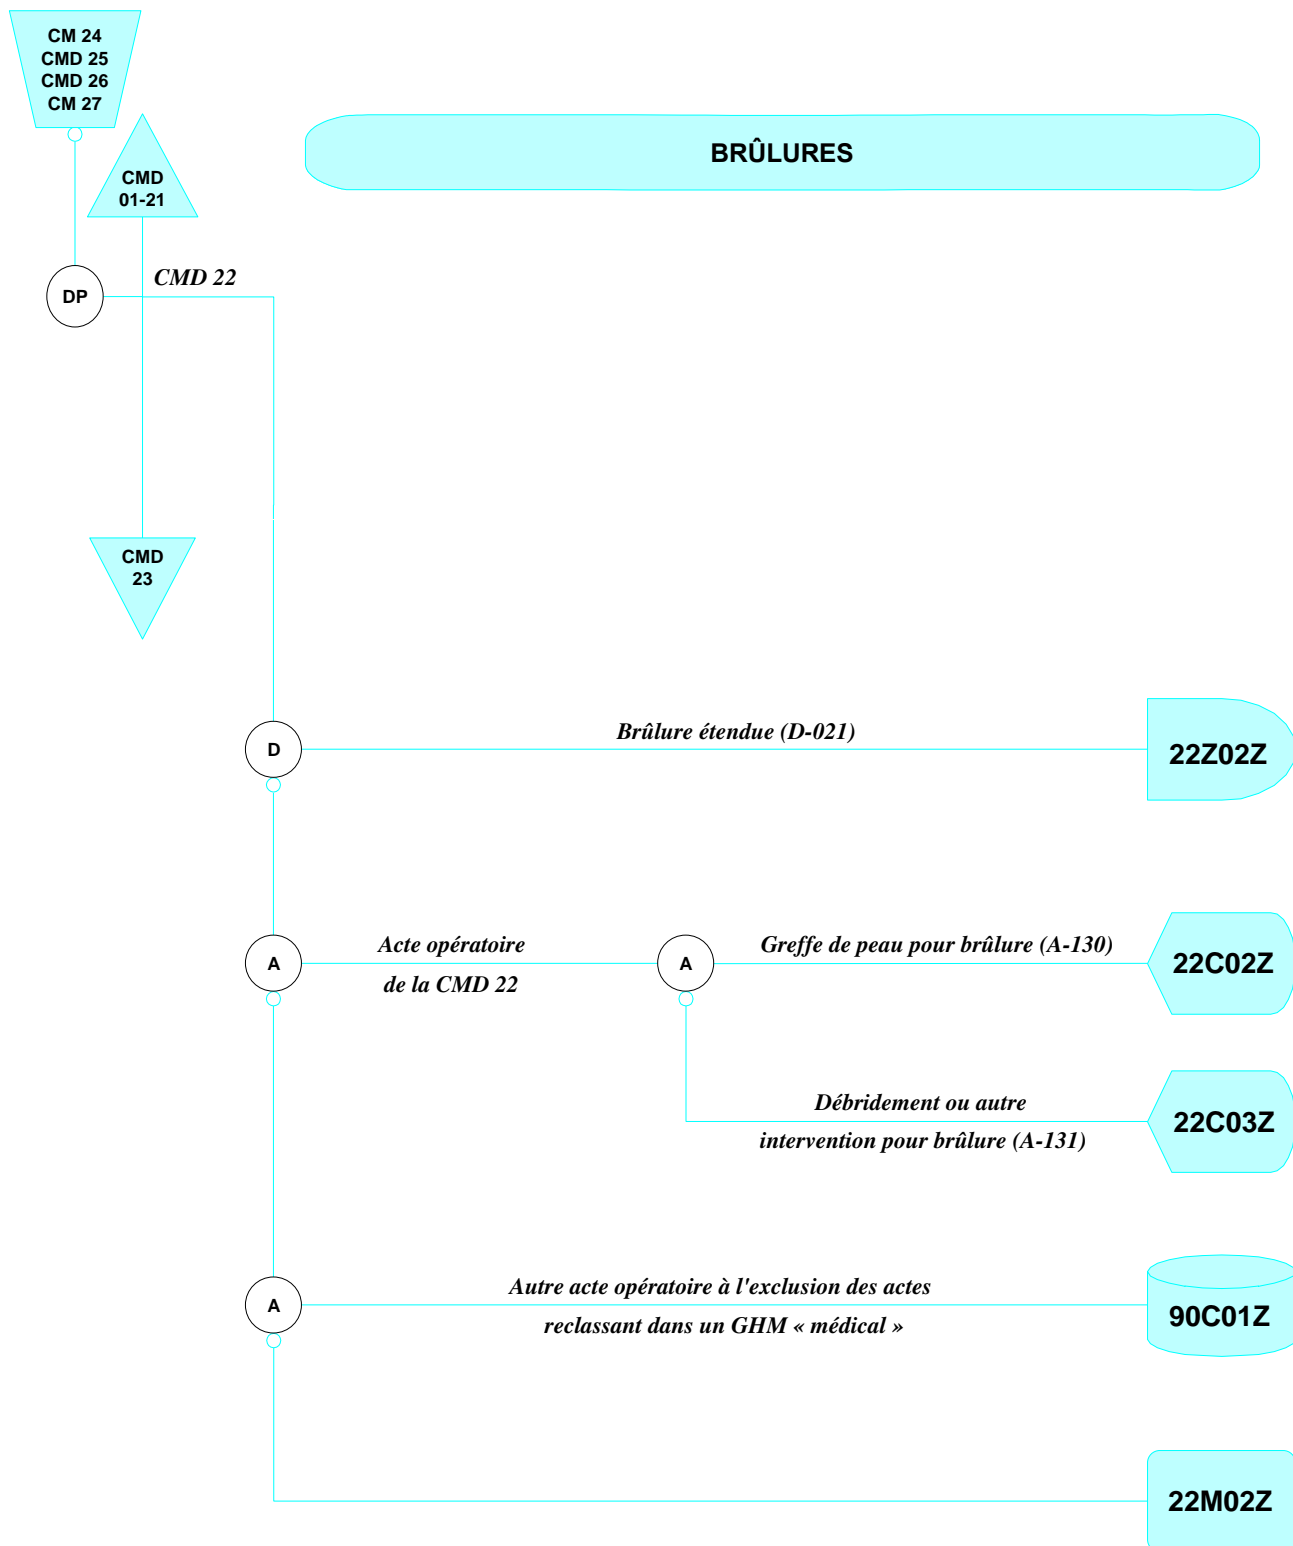 CM 24
CMD 25
CMD 26
CM 27
CMD
01-21
BRÛLURES
CMD 22
DP
CMD
23
D
Brûlure étendue (D-021)
22Z02Z
A
Acte opératoire
de la CMD 22
A
Greffe de peau pour brûlure (A-130)
22C02Z
Débridement ou autre
intervention pour brûlure (A-131)
22C03Z
A
Autre acte opératoire à l'exclusion des actes
reclassant dans un GHM « médical »
90C01Z
22M02Z